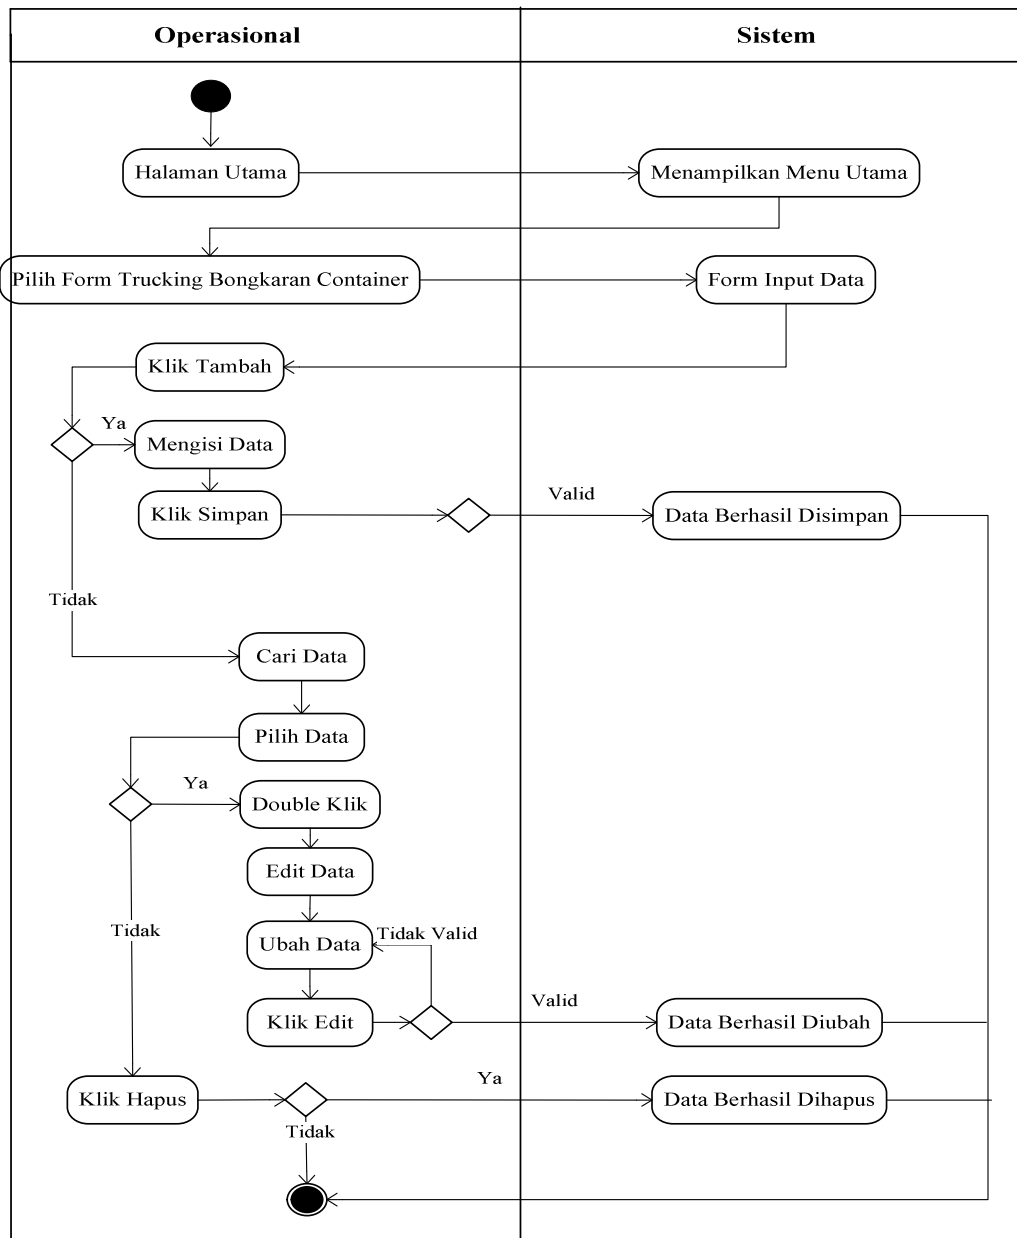 Operasional
Sistem
Halaman Utama
Menampilkan Menu Utama
Pilih Form Trucking Bongkaran Container
Form Input Data
Klik Tambah
Ya
Mengisi Data
Klik Simpan
Valid
Data Berhasil Disimpan
Tidak
Cari Data
Pilih Data
Ya
Double Klik
Edit Data
Tidak
Ubah Data
Tidak Valid
Klik Edit
Valid
Data Berhasil Diubah
Klik Hapus
Ya
Data Berhasil Dihapus
Tidak